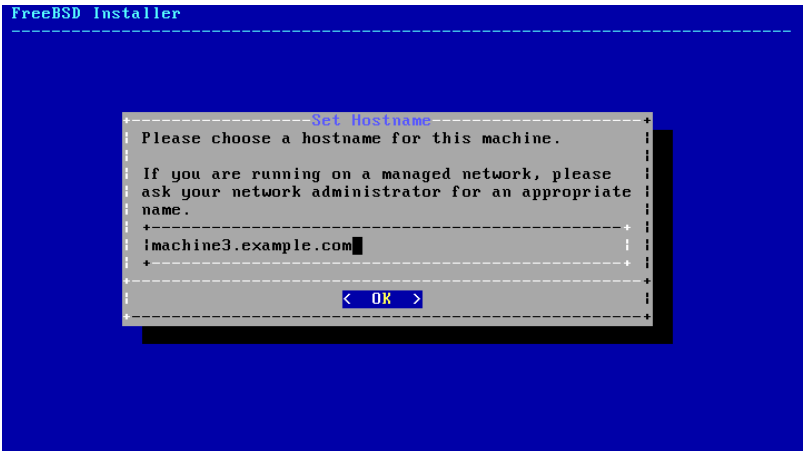 FreeBSD Installer
Set Hostname
Please choose a hostname for this machine.
If you are running on a managed network, please
ask your network administrator for an appropriate
name.
machine3.example.com
< OK >